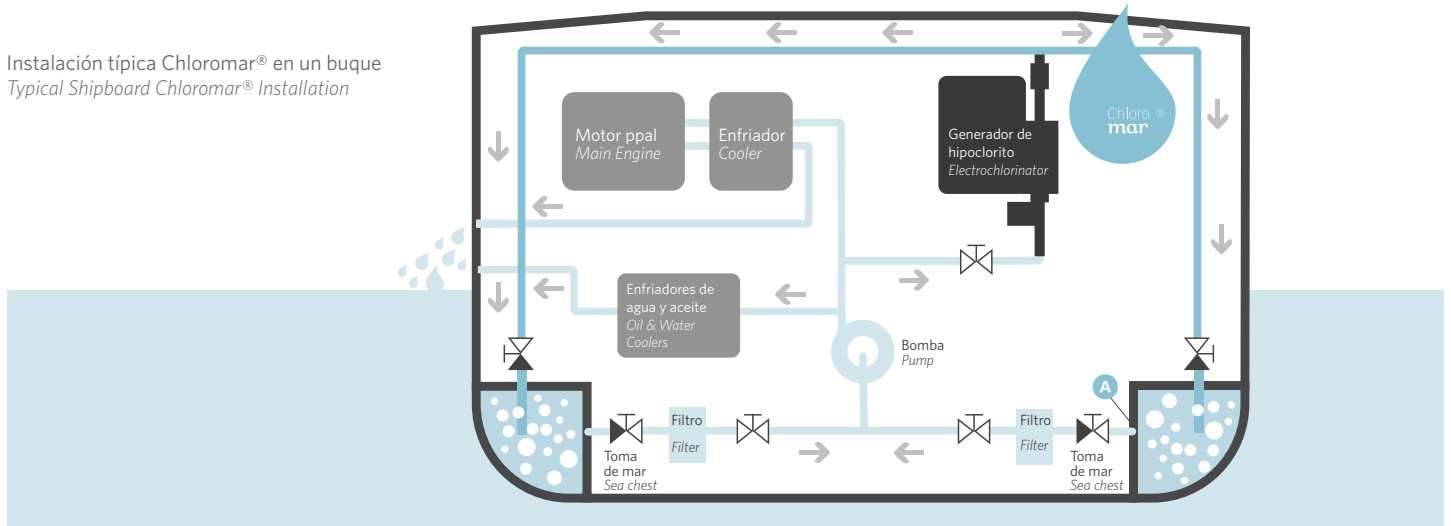 Instalación típica Chloromar® en un buque
Typical Shipboard Chloromar® Installation
Motor ppal
Main Engine
Enfriador
Cooler
Generador de
hipoclorito
Electrochlorinator
Chloro ®
mar
Enfriadores de
agua y aceite
Oil & Water
Coolers
Bomba
Pump
A
Filtro
Filter
Filtro
Filter
Toma
de mar
Sea chest
Toma
de mar
Sea chest